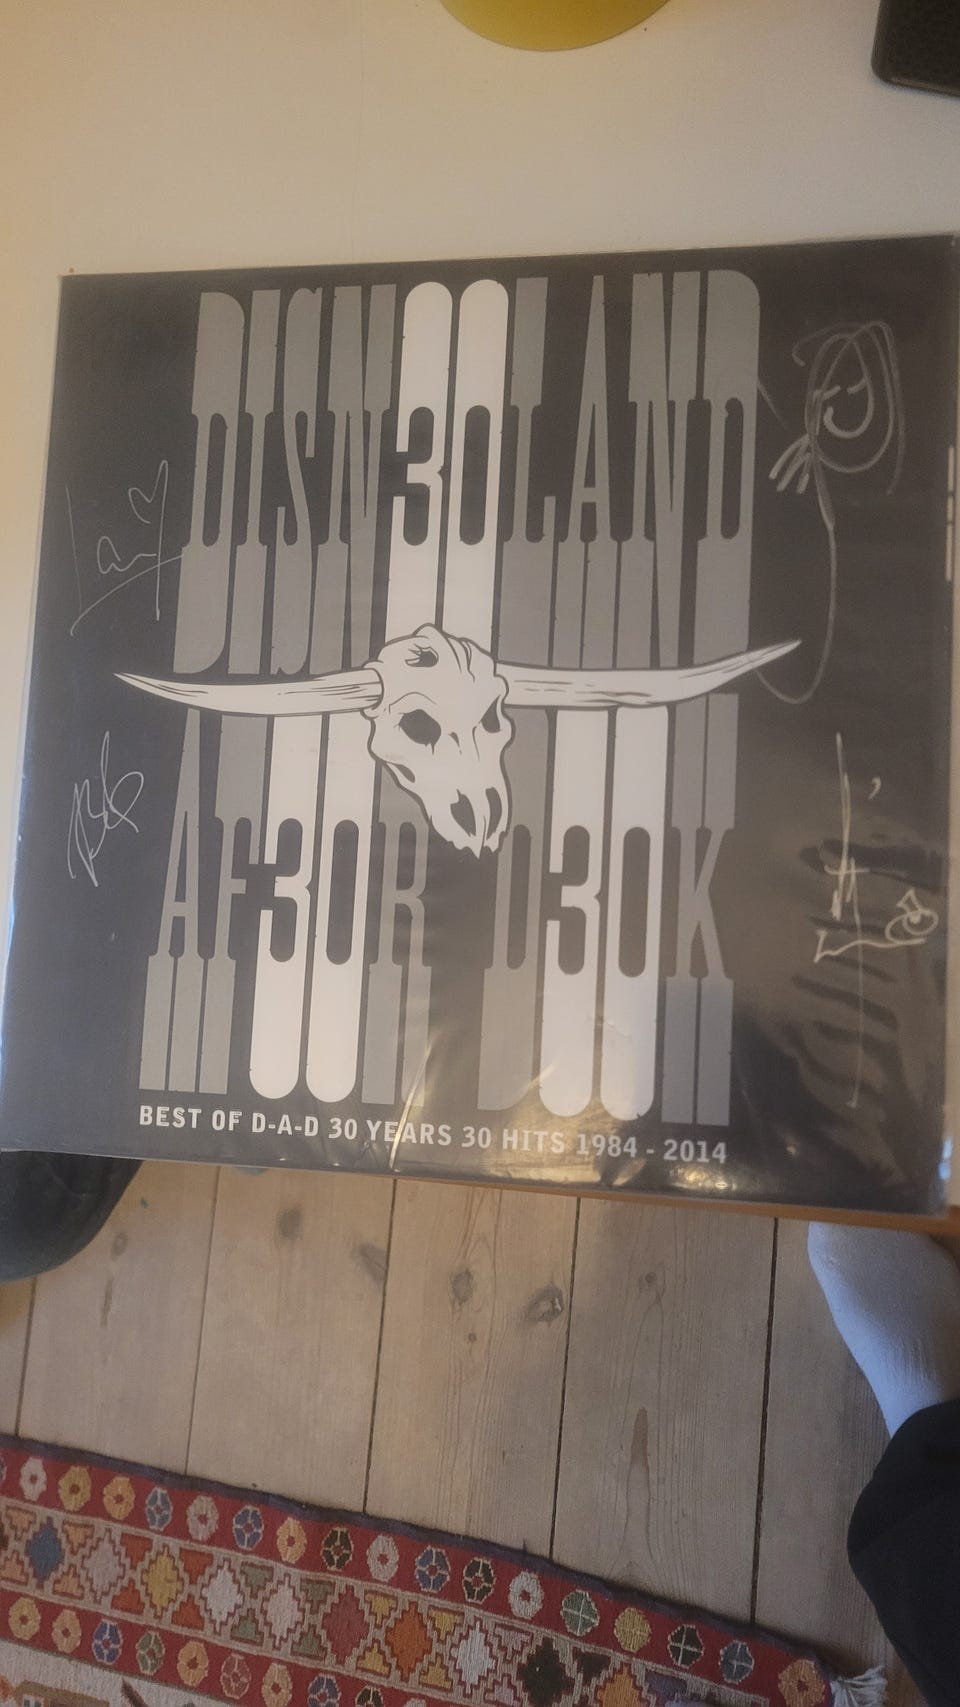 DISN30LAND
AF30R D30K
BEST OF D-A-D 30 YEARS 30 HITS 1984 - 2014